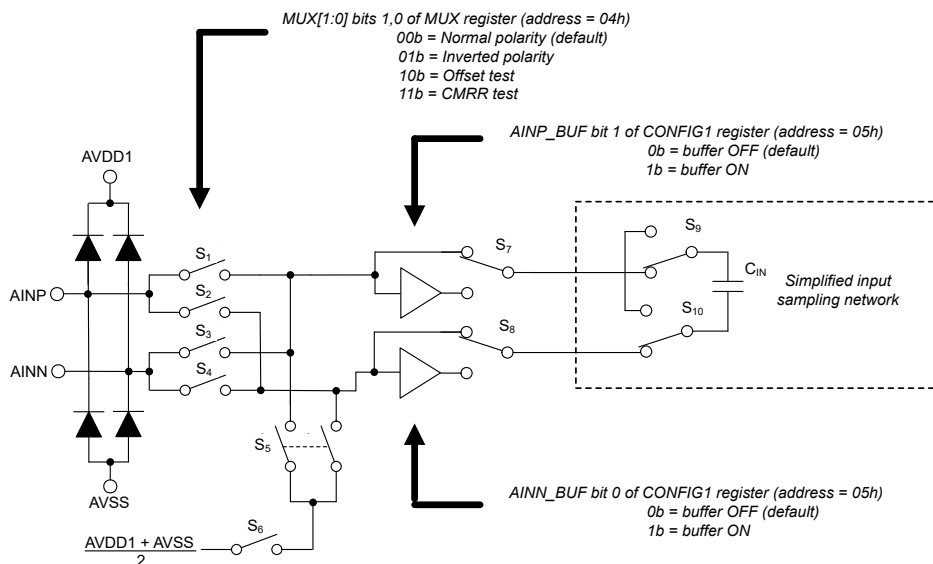 MUX[1:0] bits 1,0 of MUX register (address = 04h)
00b = Normal polarity (default)
01b = Inverted polarity
10b = Offset test
11b = CMRR test
AINP_BUF bit 1 of CONFIG1 register (address = 05h)
0b = buffer OFF (default)
1b = buffer ON
AVDD1
S1
S7
S9
CIN
Simplified input
sampling network
AINP
S2
S10
S3
S8
AINN
S4
S5
AVSS
AINN_BUF bit 0 of CONFIG1 register (address = 05h)
0b = buffer OFF (default)
1b = buffer ON
S6
AVDD1 + AVSS
2